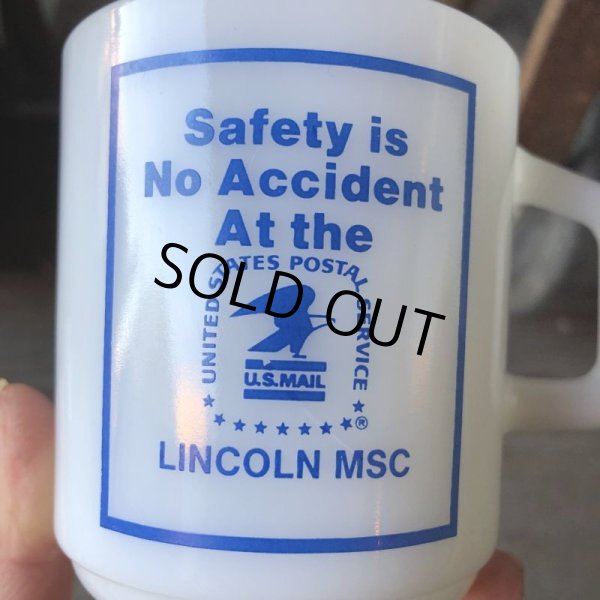 Safety is
No Accident
At the
UNITED STATES POSTAL SERVICE
SOLD OUT
U.S.MAIL
®
LINCOLN MSC